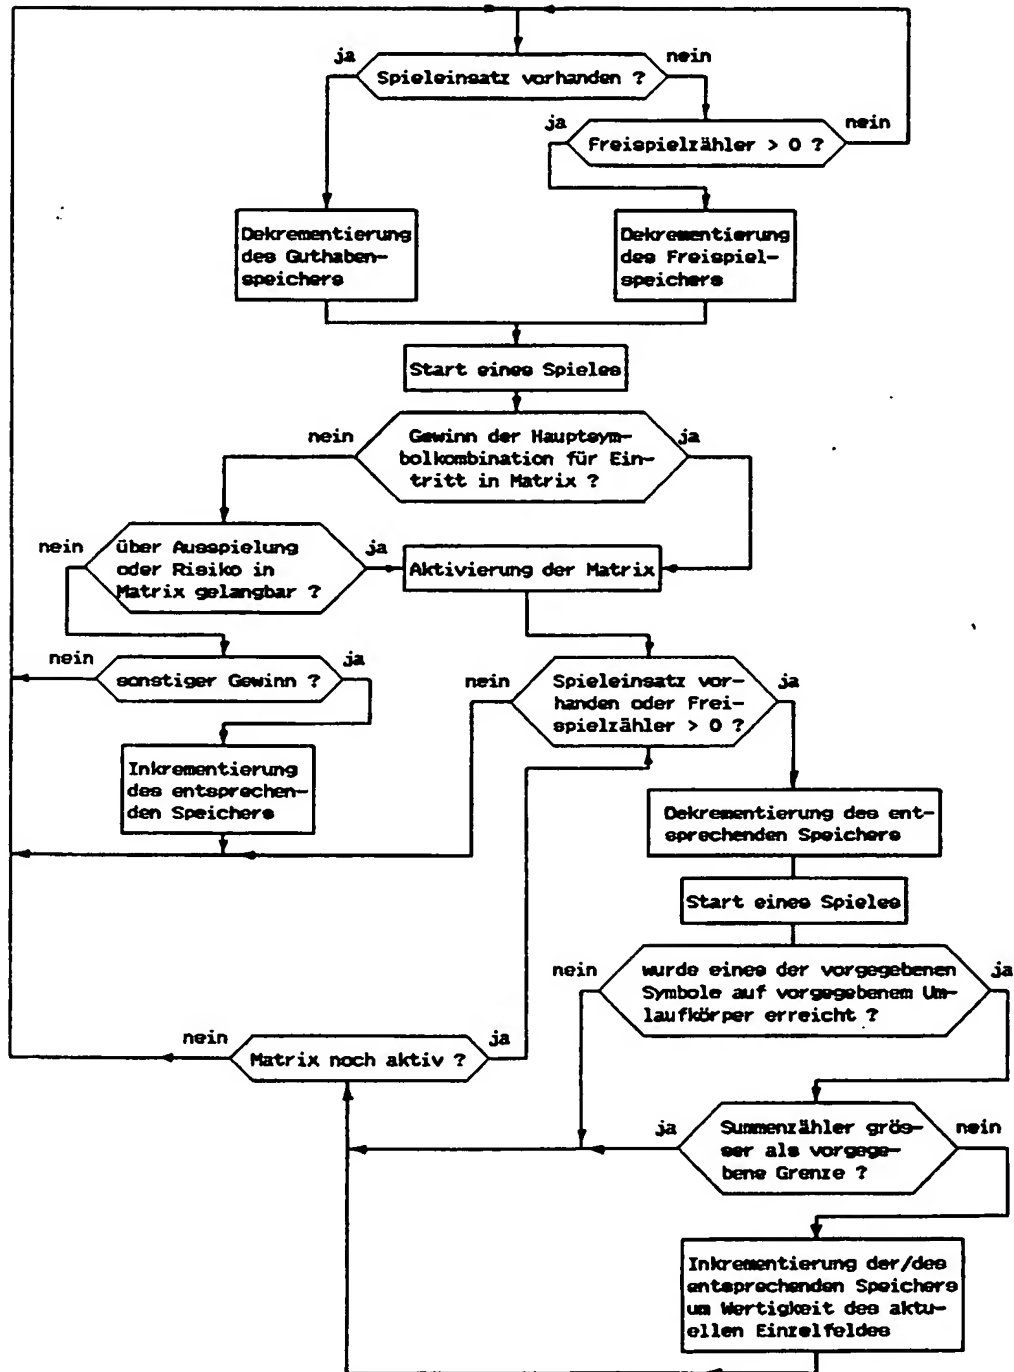 ja
nein
Spieleinsatz vorhanden ?
ja
nein
Freispielzähler > 0 ?
Dekrementierung
des Guthaben-
speichers
Dekrementierung
des Freispiel-
speichers
Start eines Spieles
nein
Gewinn der Hauptsym-
bolkombination für Ein-
tritt in Matrix ?
ja
nein
über Ausspielung
oder Risiko in
Matrix gelangbar ?
ja
Aktivierung der Matrix
nein
sonstiger Gewinn ?
ja
nein
Spieleinsatz vor-
handen oder Frei-
spielzähler > 0 ?
ja
Inkrementierung
des entsprechen-
den Speichers
Dekrementierung des ent-
sprechenden Speichers
Start eines Spieles
nein
wurde eines der vorgegebenen
Symbole auf vorgegebenem Um-
laufkörper erreicht ?
ja
nein
Matrix noch aktiv ?
ja
ja
Summenzähler grös-
ser als vorgege-
bene Grenze ?
nein
Inkrementierung der/des
entsprechenden Speichers
um Wertigkeit des aktu-
ellen Einzelfeldes